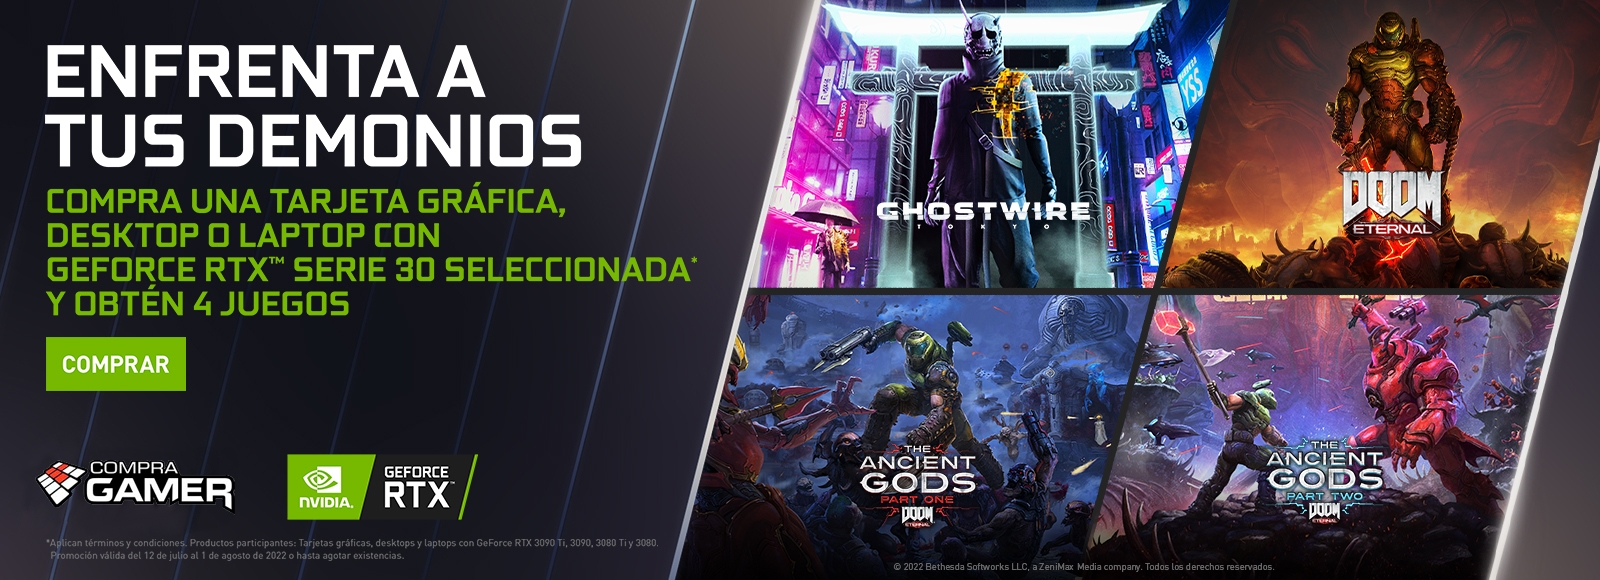 ENFRENTA A
TUS DEMONIOS
COMPRA UNA TARJETA GRÁFICA,
DESKTOP O LAPTOP CON
GEFORCE RTX™ SERIE 30 SELECCIONADA*
Y OBTÉN 4 JUEGOS
COMPRAR
COMPRA
GAMER
NVIDIA.
GEFORCE
RTX™
*Aplican términos y condiciones. Productos participantes: Tarjetas gráficas, desktops y laptops con GeForce RTX 3090 Ti, 3090, 3080 Ti y 3080.
Promoción válida del 12 de julio al 1 de agosto de 2022 o hasta agotar existencias.
GHOSTWIRE
TOKYO
DOOM
ETERNAL
THE
ANCIENT
GODS
PART ONE
DOOM
ETERNAL
THE
ANCIENT
GODS
PART TWO
DOOM
ETERNAL
© 2022 Bethesda Softworks LLC, a ZeniMax Media company. Todos los derechos reservados.